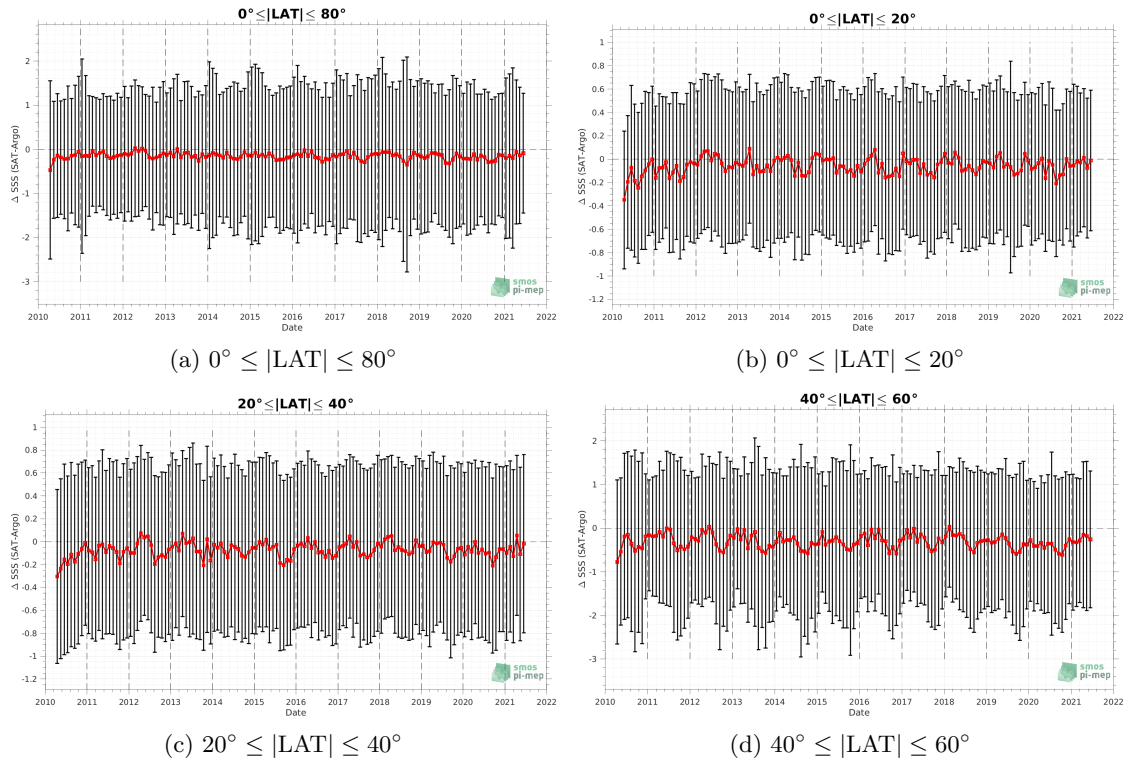 0°≤|LAT|≤ 80°
Δ SSS (SAT-Argo)
2
1
0
-1
-2
-3
smos
pi-mep
2010 2011 2012 2013 2014 2015 2016 2017 2018 2019 2020 2021 2022
Date
(a) 0° ≤ |LAT| ≤ 80°
0°≤|LAT|≤ 20°
Δ SSS (SAT-Argo)
1
0.8
0.6
0.4
0.2
0
-0.2
-0.4
-0.6
-0.8
-1
-1.2
smos
pi-mep
2010 2011 2012 2013 2014 2015 2016 2017 2018 2019 2020 2021 2022
Date
(b) 0° ≤ |LAT| ≤ 20°
20°≤|LAT|≤ 40°
Δ SSS (SAT-Argo)
1
0.8
0.6
0.4
0.2
0
-0.2
-0.4
-0.6
-0.8
-1
-1.2
smos
pi-mep
2010 2011 2012 2013 2014 2015 2016 2017 2018 2019 2020 2021 2022
Date
(c) 20° ≤ |LAT| ≤ 40°
40°≤|LAT|≤ 60°
Δ SSS (SAT-Argo)
2
1
0
-1
-2
-3
smos
pi-mep
2010 2011 2012 2013 2014 2015 2016 2017 2018 2019 2020 2021 2022
Date
(d) 40° ≤ |LAT| ≤ 60°